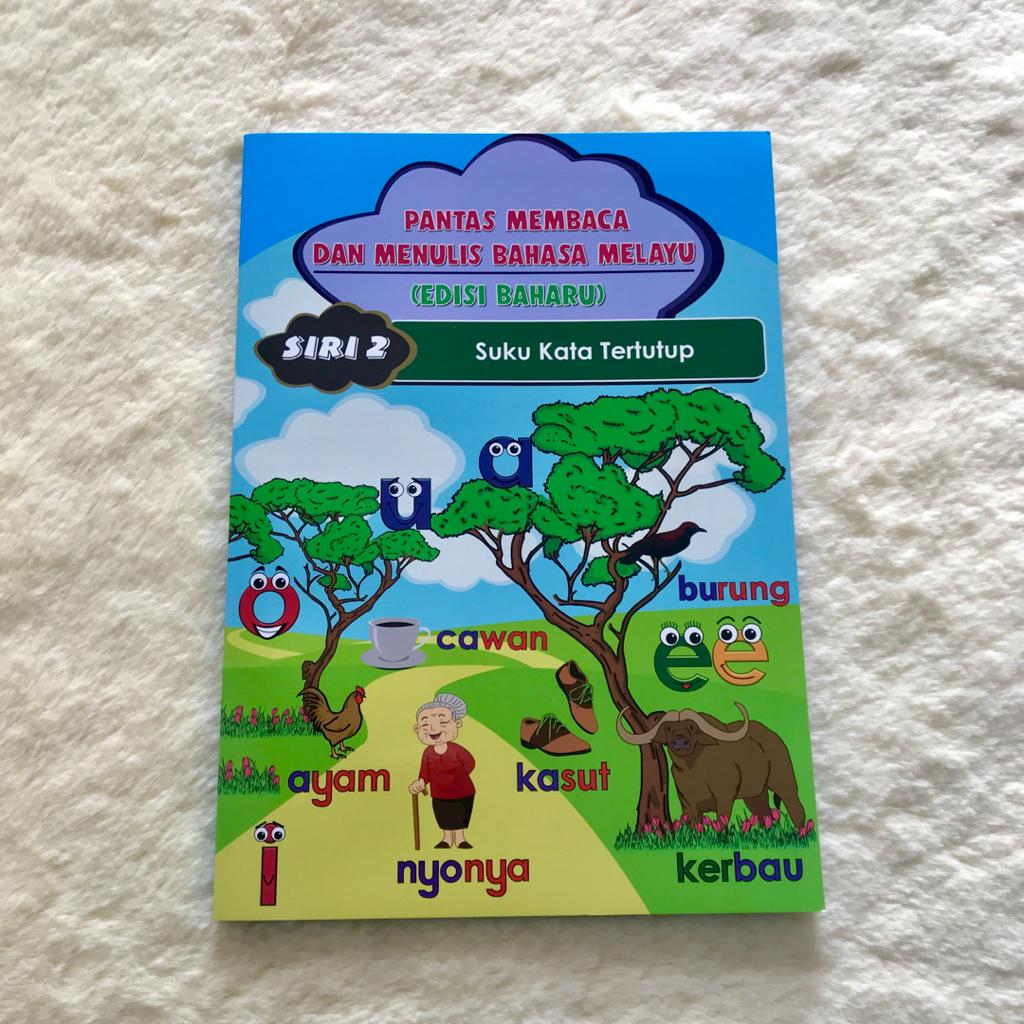 PANTAS MEMBACA
DAN MENULIS BAHASA MELAYU
(EDISI BAHARU)
SIRI 2
Suku Kata Tertutup
a
u
burung
o
cawan
e e
ayam
kasut
i
nyonya
kerbau